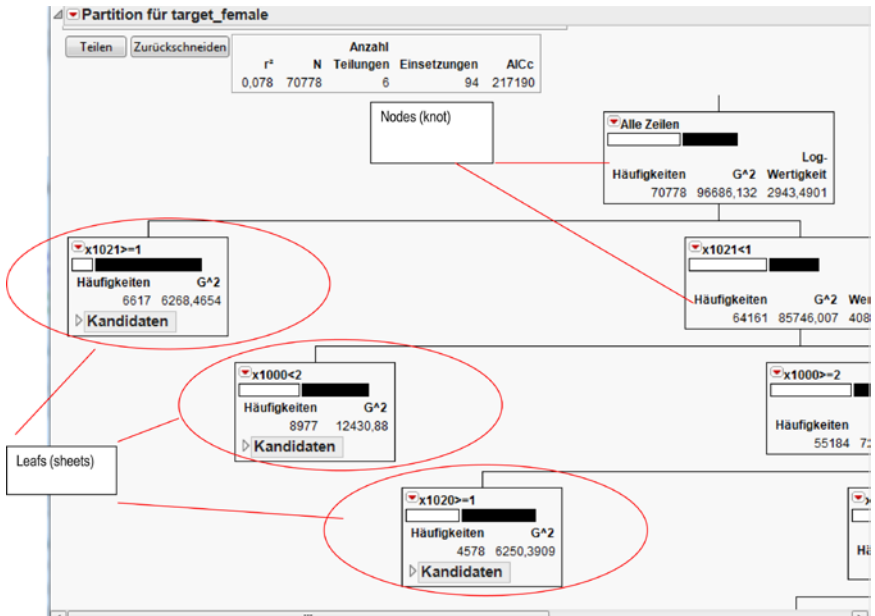 Partition für target_female
Teilen Zurückschneiden
Anzahl
r² N Teilungen Einsetzungen AICc
0,078 70778 6 94 217190
Nodes (knot)
Alle Zeilen
Log-
Häufigkeiten G^2 Wertigkeit
70778 96686,132 2943,4901
x1021>=1
Häufigkeiten G^2
6617 6268,4654
Kandidaten
x1021<1
Häufigkeiten G^2
64161 85746,007
x1000<2
Häufigkeiten G^2
8977 12430,88
Kandidaten
x1000>=2
Häufigkeiten
55184
Leafs (sheets)
x1020>=1
Häufigkeiten G^2
4578 6250,3909
Kandidaten